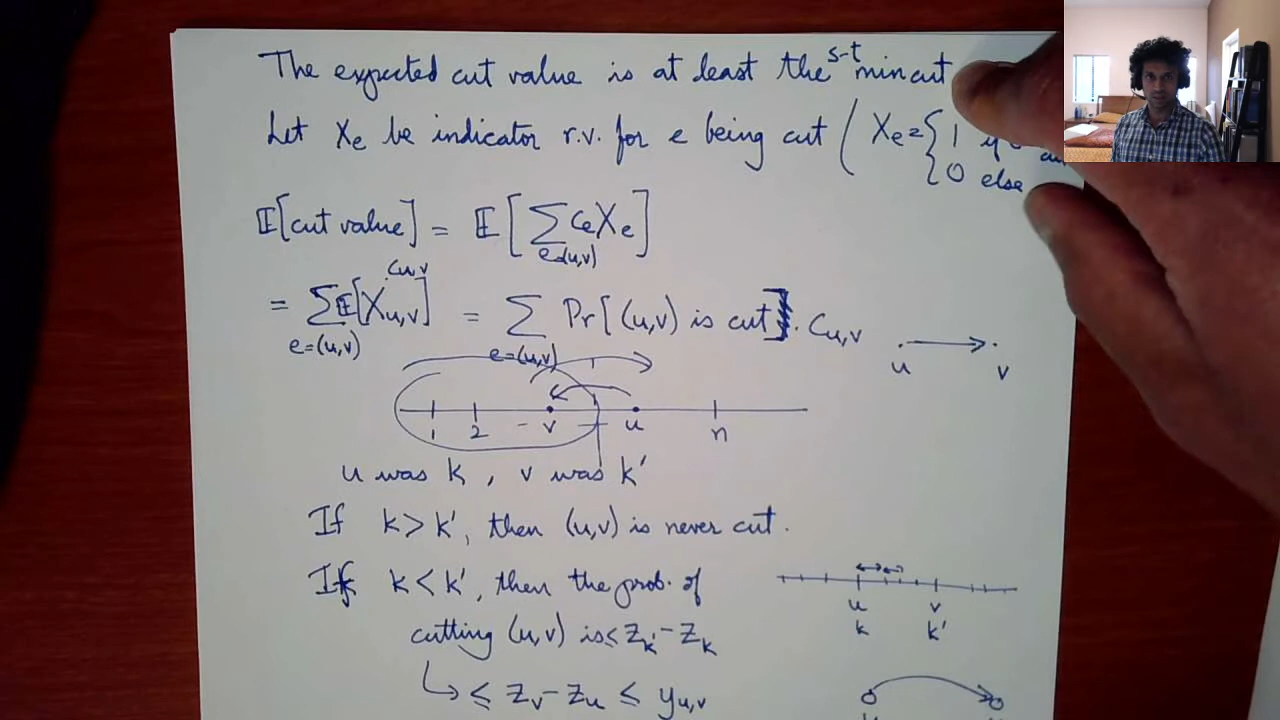 The expected cut value is at least the s-t min cut
Let Xe be indicator r.v. for e being cut ( Xe = { 1 if
0 else
E[cut value] = E [ ∑ CeXe ]
e=(u,v)
Cu,v
= ∑ E[Xu,v] = ∑ Pr[(u,v) is cut] . Cu,v
e=(u,v) e=(u,v)
u v
1 2 - v u n
u was k, v was k'
If k > k', then (u,v) is never cut.
If k < k', then the prob. of
cutting (u,v) is ≤ Zk' - Zk
u v
k k'
↳ ≤ Zv - Zu ≤ yu,v